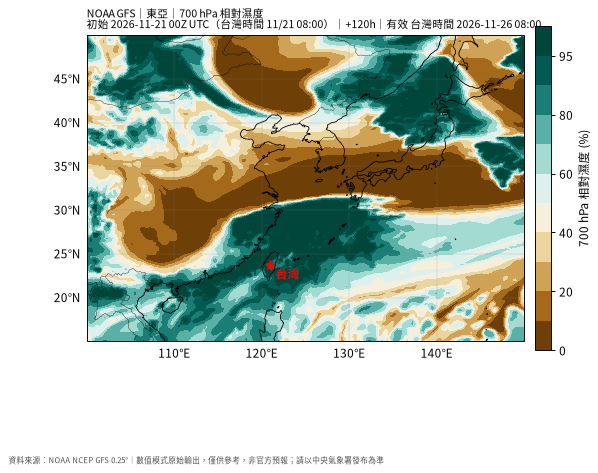 NOAA GFS｜東亞｜700 hPa 相對濕度
初始 2026-11-21 00Z UTC（台灣時間 11/21 08:00）｜+120h｜有效 台灣時間 2026-11-26 08:00
45°N
40°N
35°N
30°N
25°N
20°N
110°E
120°E
130°E
140°E
台灣
95
80
60
40
20
0
700 hPa 相對濕度 (%)
資料來源：NOAA NCEP GFS 0.25°｜數值模式原始輸出，僅供參考，非官方預報；請以中央氣象署發布為準